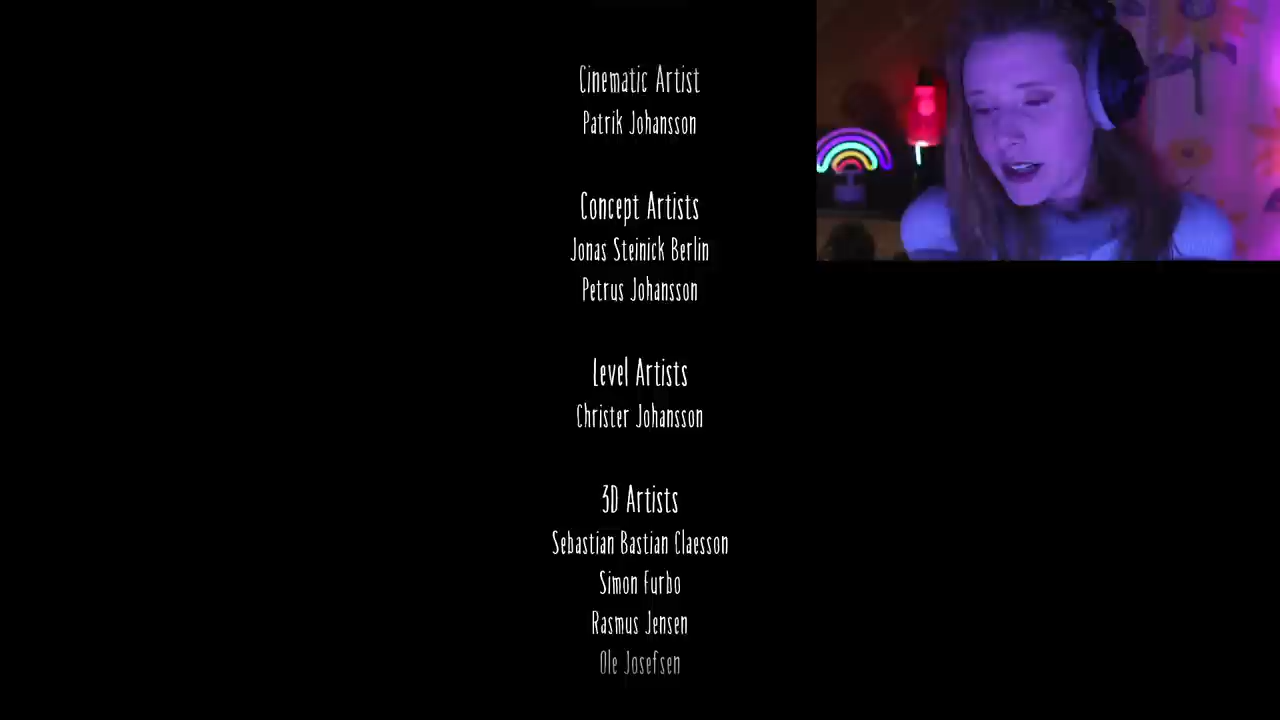 Cinematic Artist
Patrik Johansson
Concept Artists
Jonas Steinick Berlin
Petrus Johansson
Level Artists
Christer Johansson
3D Artists
Sebastian Bastian Claesson
Simon Furbo
Rasmus Jensen
Ole Josefsen